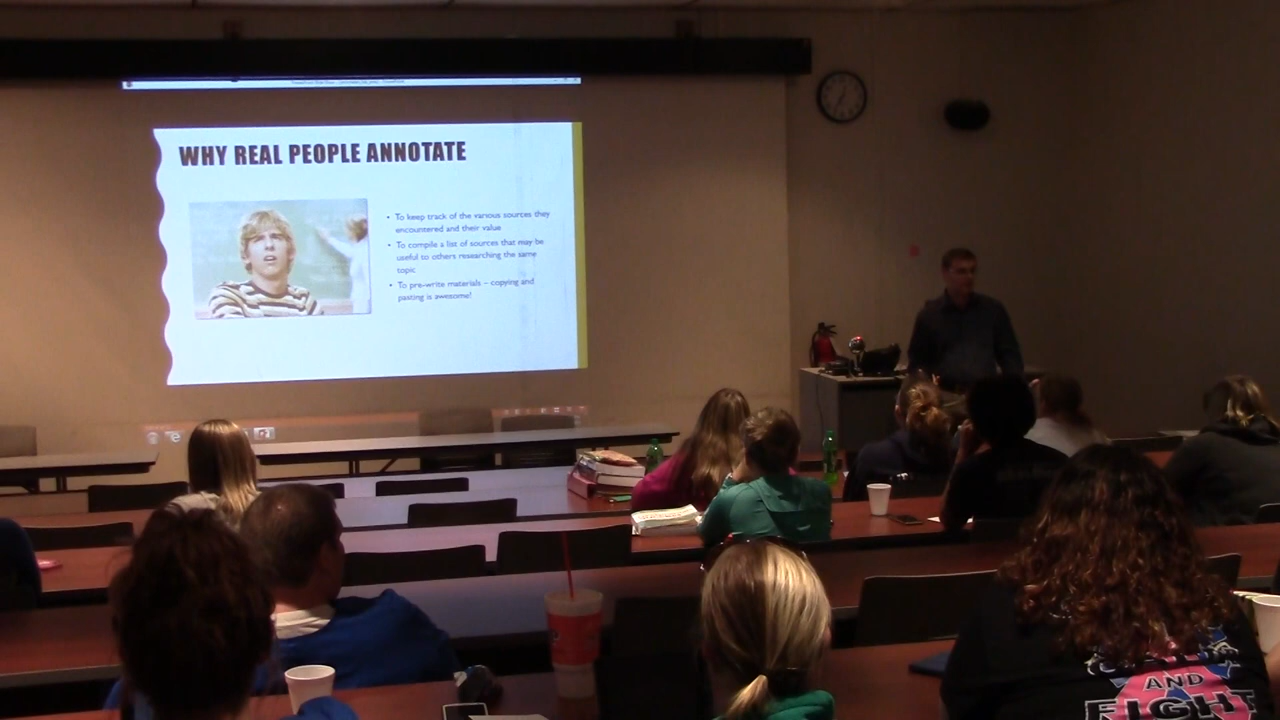 WHY REAL PEOPLE ANNOTATE
• To keep track of the various sources they
encountered and their value
• To compile a list of sources that may be
useful to others researching the same
topic
• To pre-write materials – copying and
pasting is awesome!
AND
FIGHT